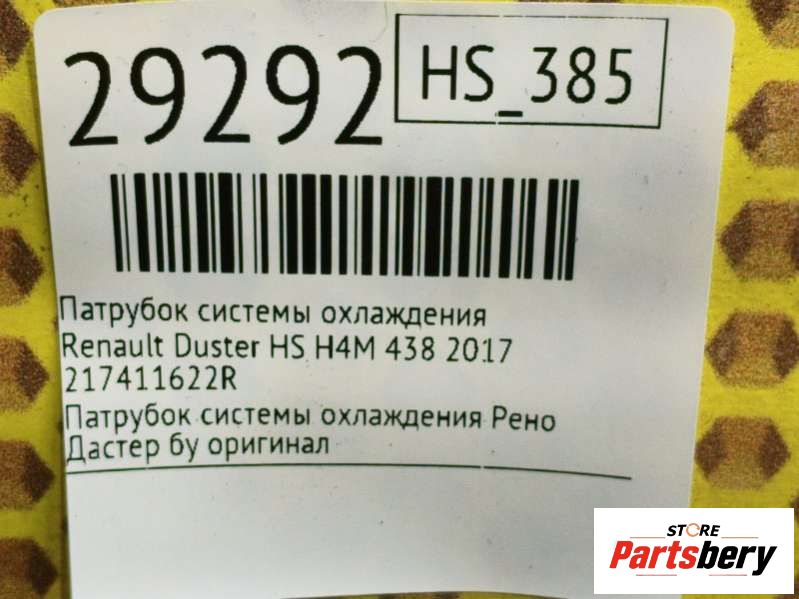 29292
HS_385
Патрубок системы охлаждения
Renault Duster HS H4M 438 2017
217411622R
Патрубок системы охлаждения Рено
Дастер бу оригинал
STORE
Partsbery